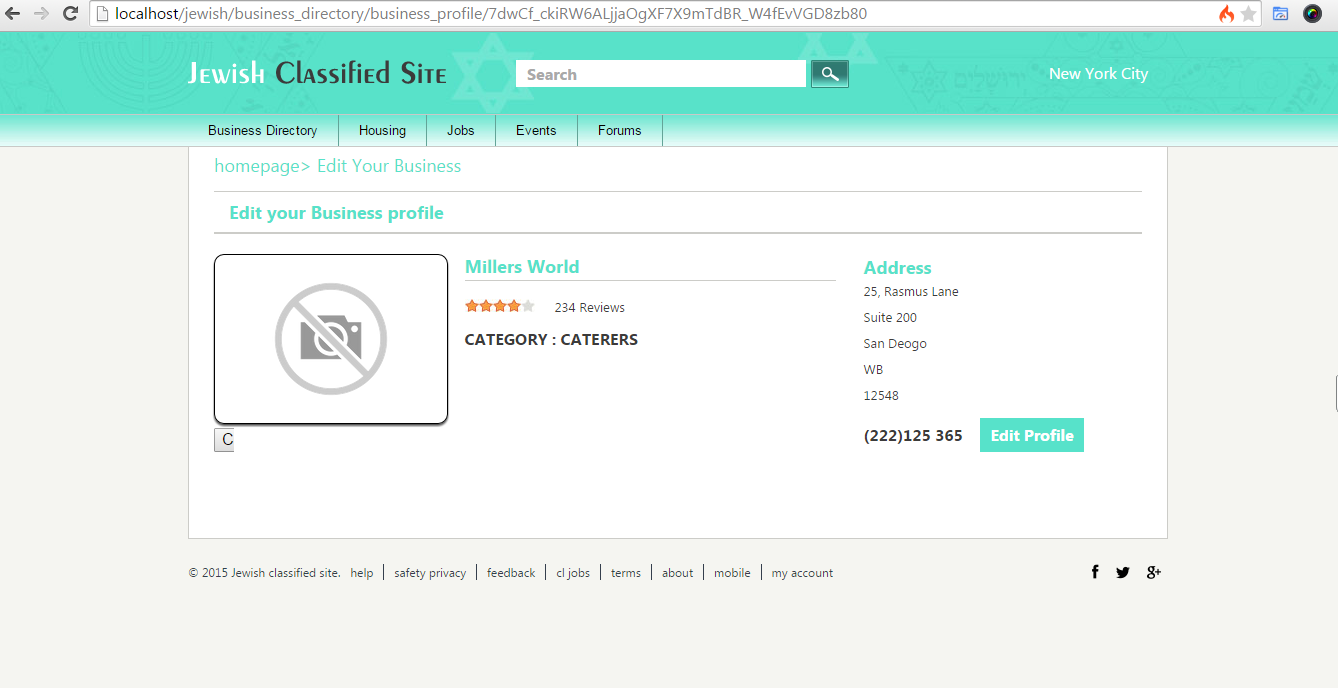 localhost/jewish/business_directory/business_profile/7dwCf_ckiRW6ALjjaOgXF7X9mTdBR_W4fEvVGD8zb80
Jewish Classified Site
Search
New York City
ירושלים
Business Directory Housing Jobs Events Forums
homepage> Edit Your Business
Edit your Business profile
Millers World
234 Reviews
CATEGORY : CATERERS
C
Address
25, Rasmus Lane
Suite 200
San Deogo
WB
12548
(222)125 365 Edit Profile
© 2015 Jewish classified site. help safety privacy feedback cl jobs terms about mobile my account
f g+